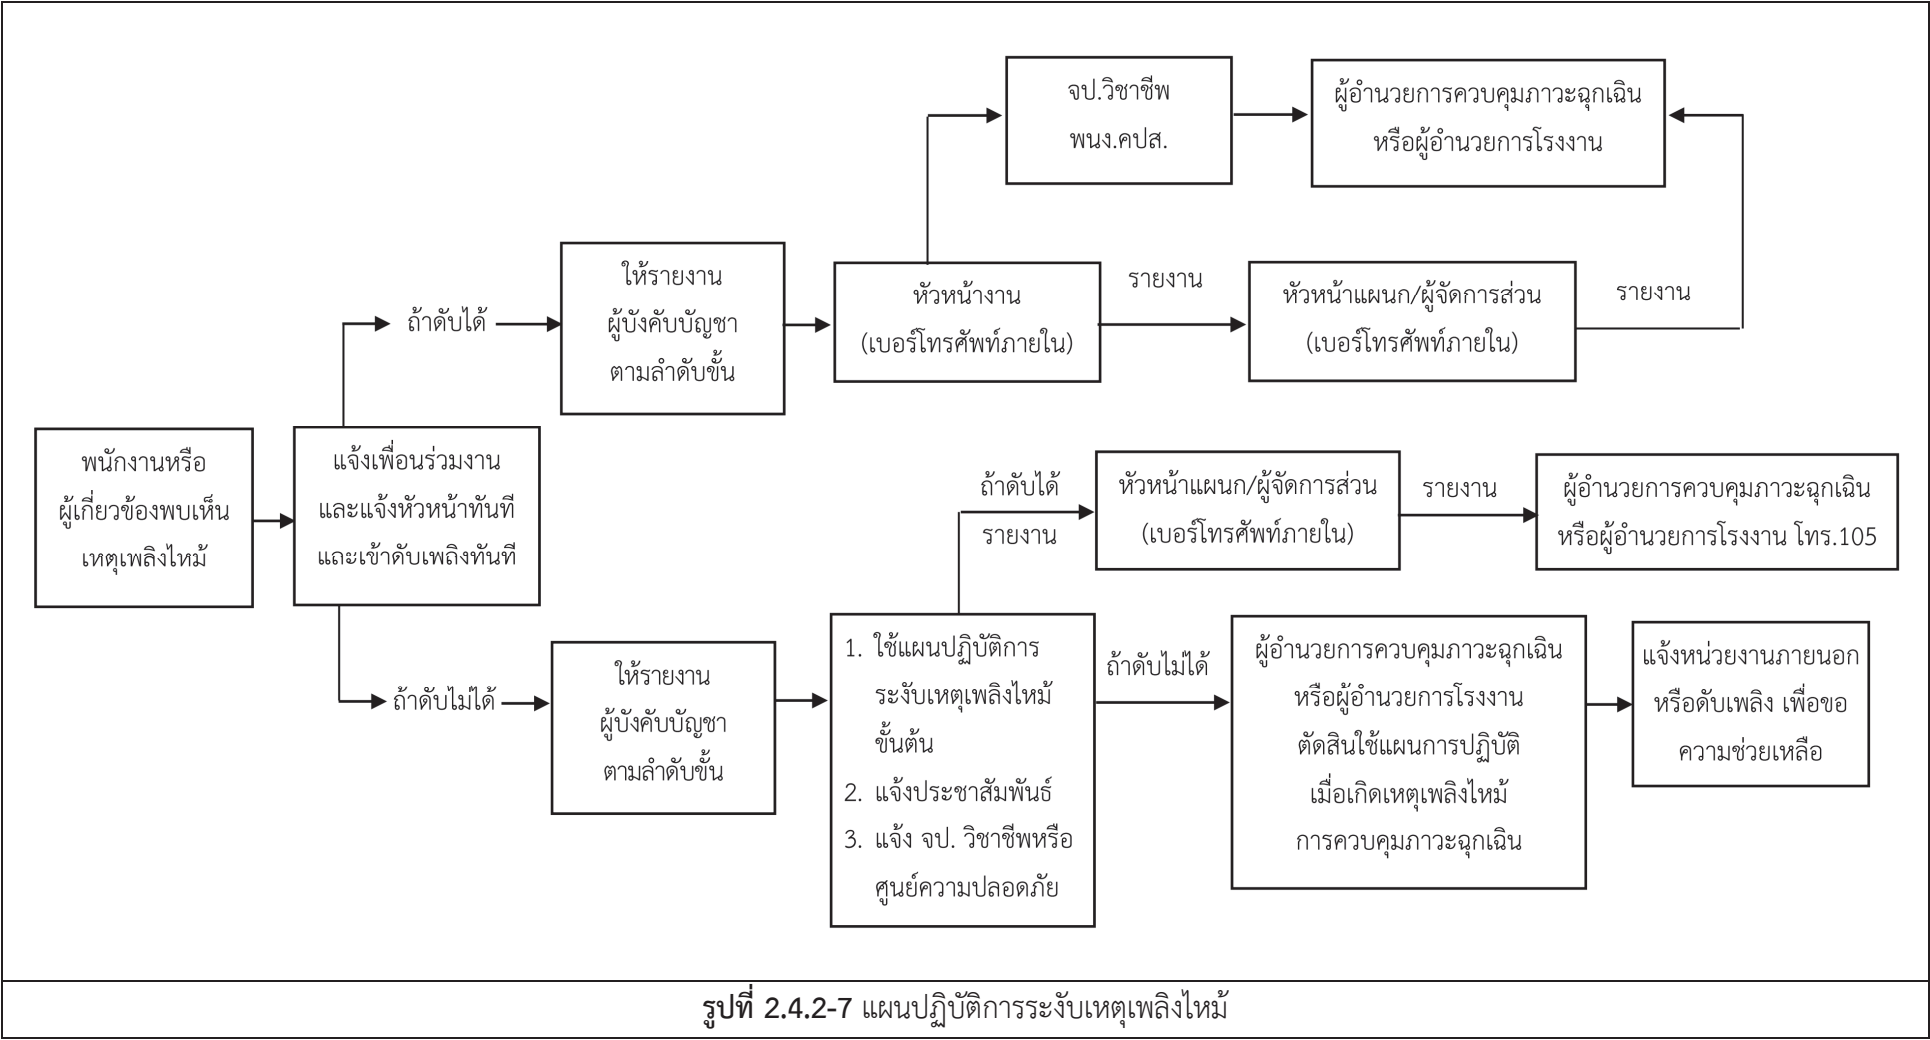 จป.วิชาชีพ
พนง.คปส.
ผู้อำนวยการควบคุมภาวะฉุกเฉิน
หรือผู้อำนวยการโรงงาน
ถ้าดับได้
ให้รายงาน
ผู้บังคับบัญชา
ตามลำดับขั้น
หัวหน้างาน
(เบอร์โทรศัพท์ภายใน)
รายงาน
หัวหน้าแผนก/ผู้จัดการส่วน
(เบอร์โทรศัพท์ภายใน)
รายงาน
พนักงานหรือ
ผู้เกี่ยวข้องพบเห็น
เหตุเพลิงไหม้
แจ้งเพื่อนร่วมงาน
และแจ้งหัวหน้าทันที
และเข้าดับเพลิงทันที
ถ้าดับได้
รายงาน
หัวหน้าแผนก/ผู้จัดการส่วน
(เบอร์โทรศัพท์ภายใน)
รายงาน
ผู้อำนวยการควบคุมภาวะฉุกเฉิน
หรือผู้อำนวยการโรงงาน โทร.105
ถ้าดับไม่ได้
ให้รายงาน
ผู้บังคับบัญชา
ตามลำดับขั้น
1. ใช้แผนปฏิบัติการ
ระงับเหตุเพลิงไหม้
ขั้นต้น
2. แจ้งประชาสัมพันธ์
3. แจ้ง จป. วิชาชีพหรือ
ศูนย์ความปลอดภัย
ถ้าดับไม่ได้
ผู้อำนวยการควบคุมภาวะฉุกเฉิน
หรือผู้อำนวยการโรงงาน
ตัดสินใช้แผนการปฏิบัติ
เมื่อเกิดเหตุเพลิงไหม้
การควบคุมภาวะฉุกเฉิน
แจ้งหน่วยงานภายนอก
หรือดับเพลิง เพื่อขอ
ความช่วยเหลือ
รูปที่ 2.4.2-7 แผนปฏิบัติการระงับเหตุเพลิงไหม้